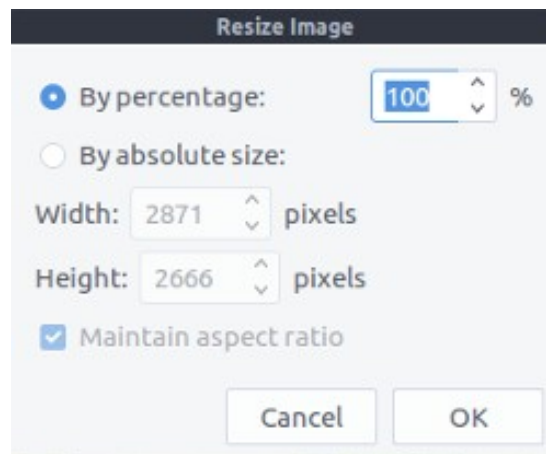 Resize Image
By percentage: 100 %
By absolute size:
Width: 2871 pixels
Height: 2666 pixels
Maintain aspect ratio
Cancel OK